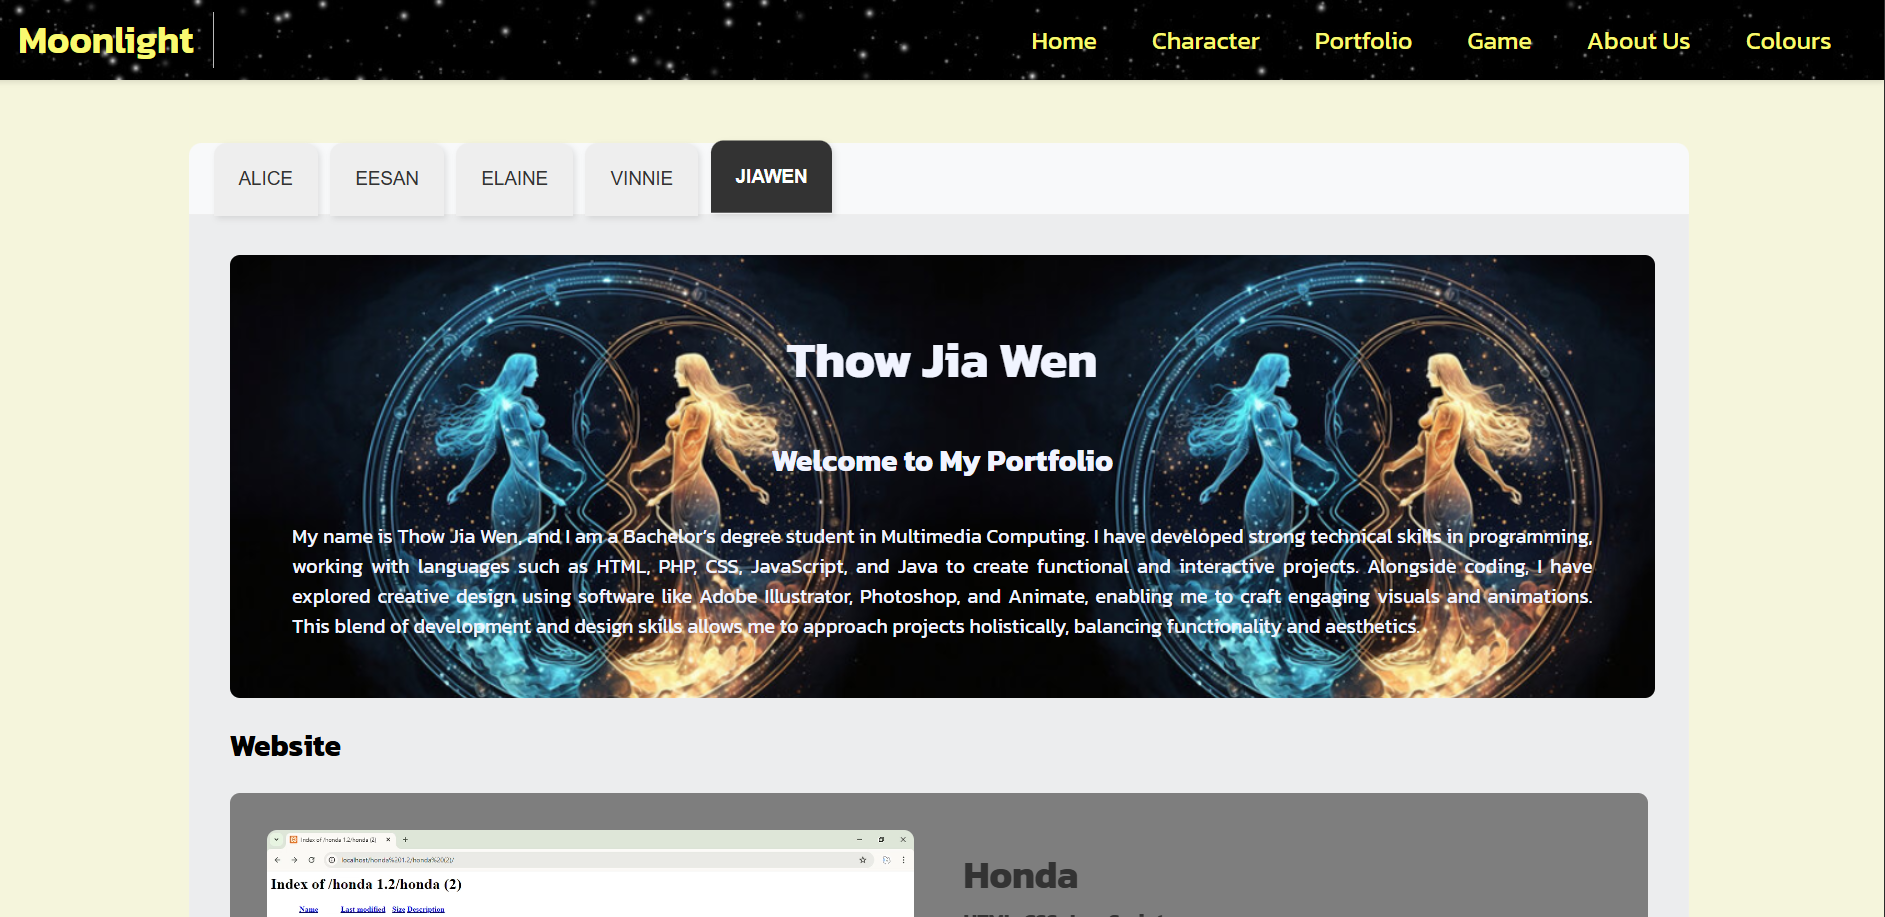 Moonlight
Home Character Portfolio Game About Us Colours
ALICE EESAN ELAINE VINNIE JIAWEN
Thow Jia Wen
Welcome to My Portfolio
My name is Thow Jia Wen, and I am a Bachelor’s degree student in Multimedia Computing. I have developed strong technical skills in programming,
working with languages such as HTML, PHP, CSS, JavaScript, and Java to create functional and interactive projects. Alongside coding, I have
explored creative design using software like Adobe Illustrator, Photoshop, and Animate, enabling me to craft engaging visuals and animations.
This blend of development and design skills allows me to approach projects holistically, balancing functionality and aesthetics.
Website
Index of /honda 1.2/honda (2)
localhost/honda%201.2/honda%20(2)/
Index of /honda 1.2/honda (2)
Name Last modified Size Description
Honda